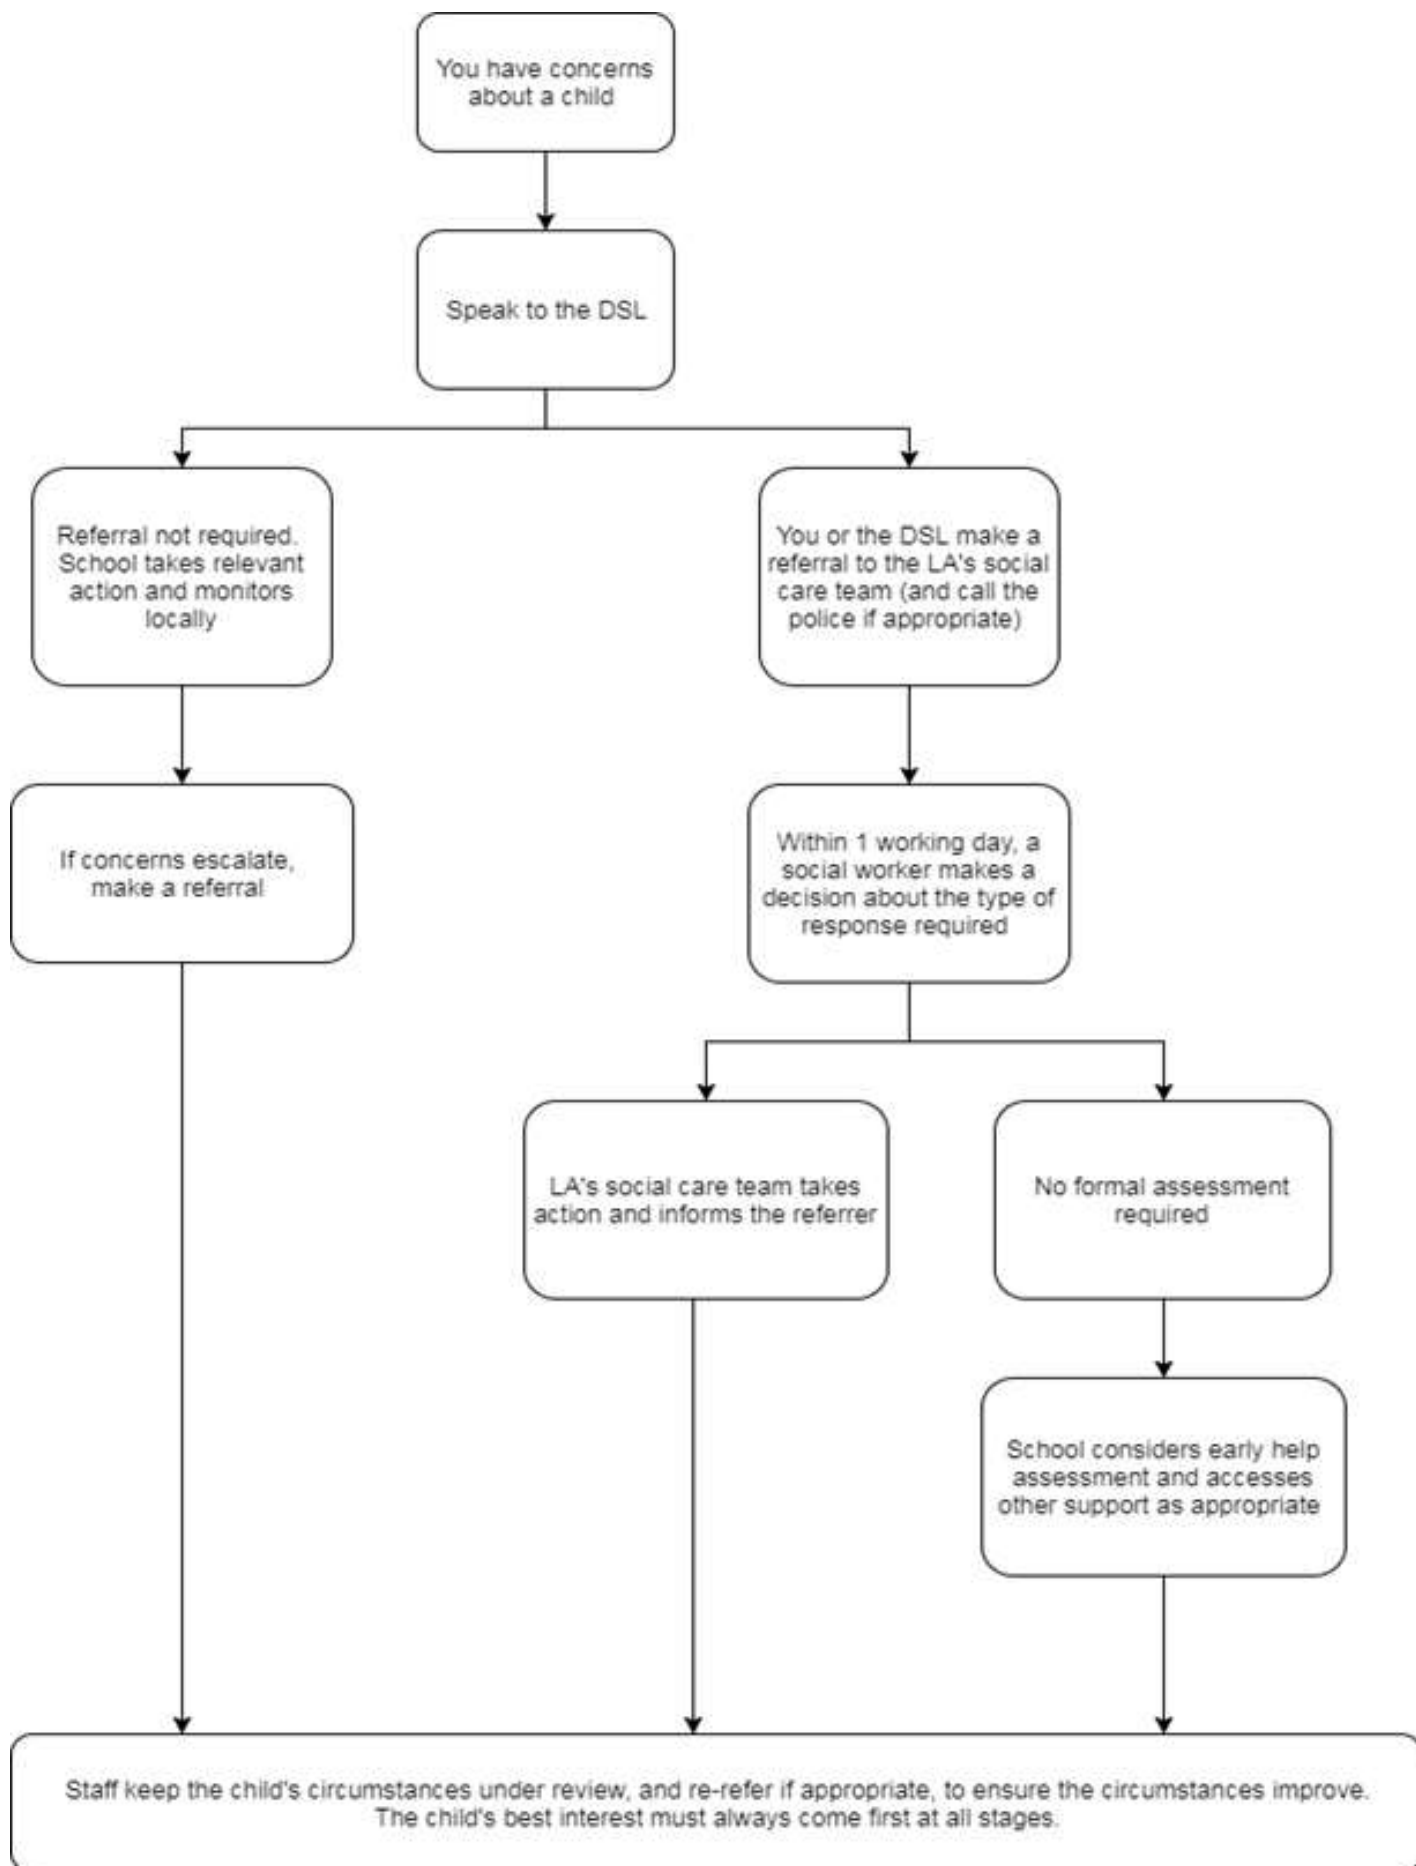 You have concerns
about a child
Speak to the DSL
Referral not required.
School takes relevant
action and monitors
locally
You or the DSL make a
referral to the LA's social
care team (and call the
police if appropriate)
If concerns escalate,
make a referral
Within 1 working day, a
social worker makes a
decision about the type of
response required
LA's social care team takes
action and informs the referrer
No formal assessment
required
School considers early help
assessment and accesses
other support as appropriate
Staff keep the child's circumstances under review, and re-refer if appropriate, to ensure the circumstances improve.
The child's best interest must always come first at all stages.